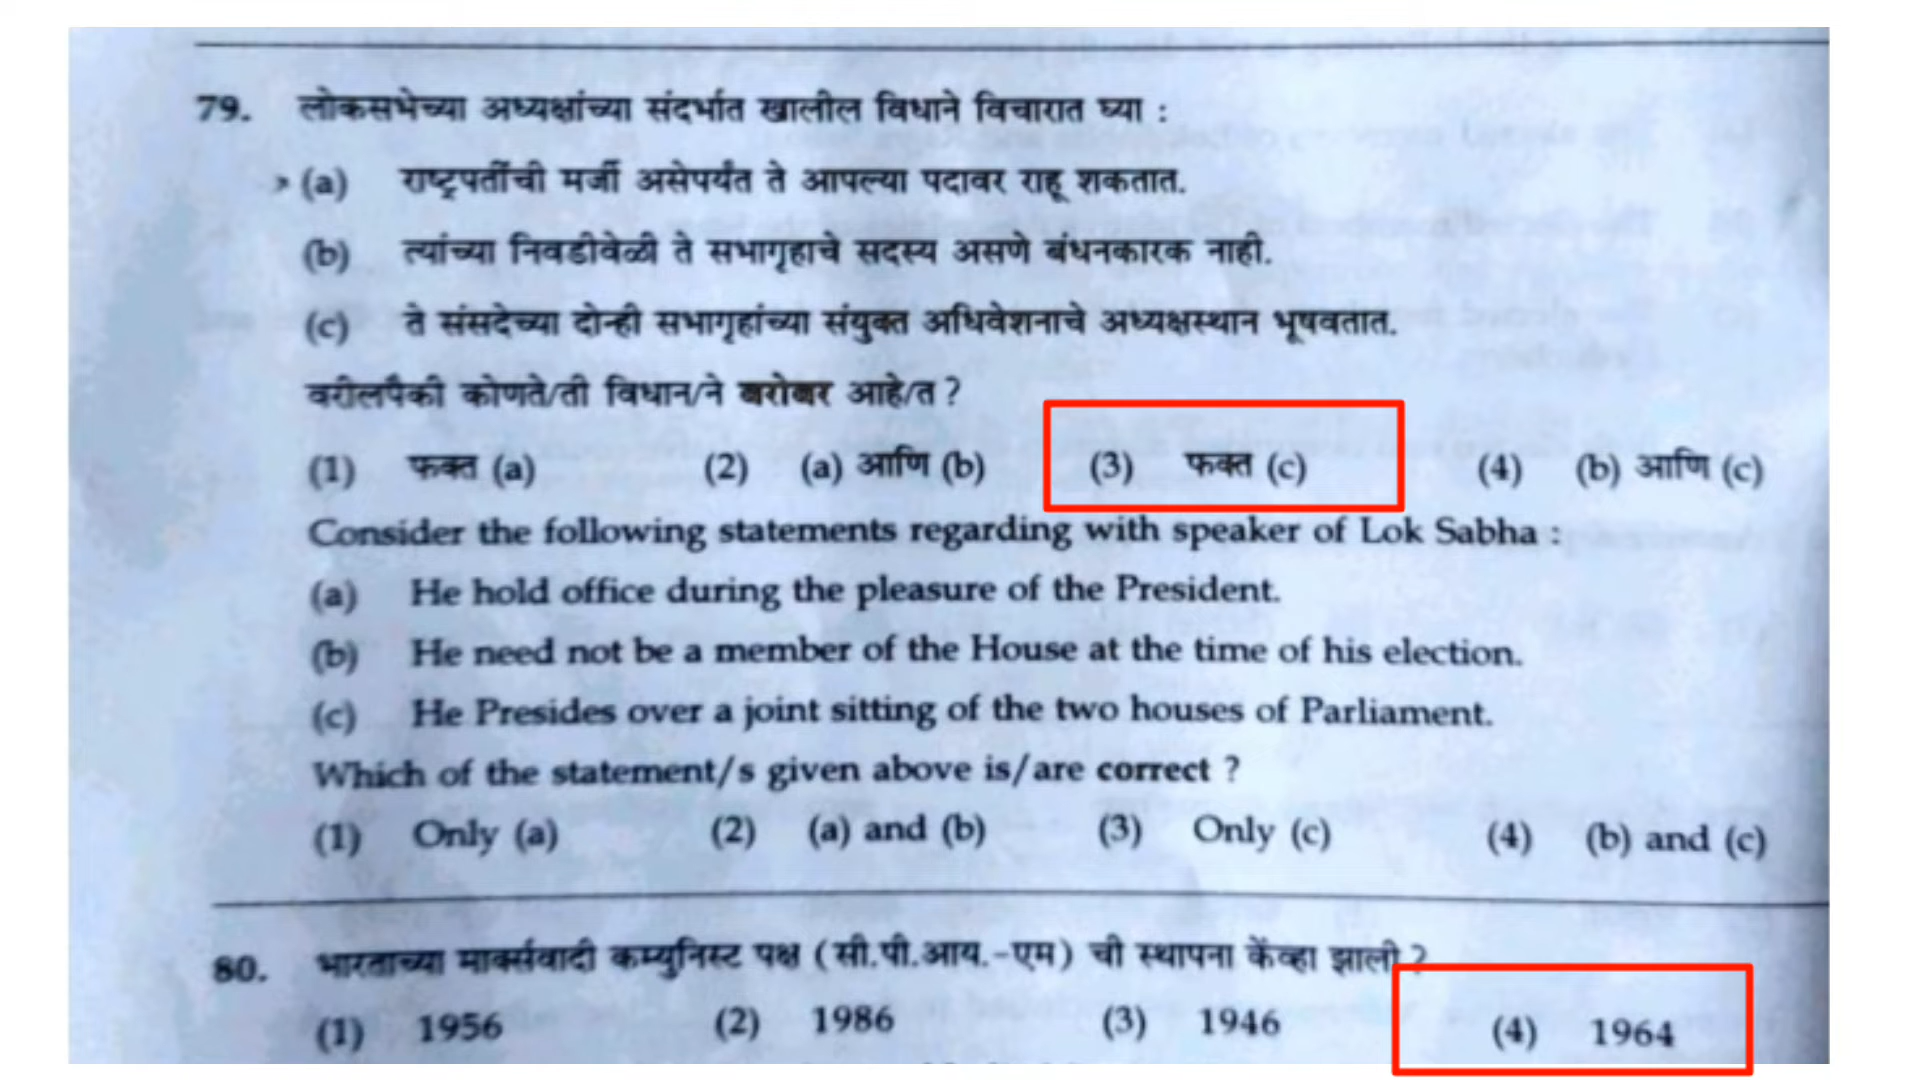 79. लोकसभेच्या अध्यक्षांच्या संदर्भात खालील विधाने विचारात घ्या :
(a) राष्ट्रपतींची मर्जी असेपर्यंत ते आपल्या पदावर राहू शकतात.
(b) त्यांच्या निवडीवेळी ते सभागृहाचे सदस्य असणे बंधनकारक नाही.
(c) ते संसदेच्या दोन्ही सभागृहांच्या संयुक्त अधिवेशनाचे अध्यक्षस्थान भूषवतात.
वरीलपैकी कोणते/ती विधान/ने बरोबर आहे/त ?
(1) फक्त (a) (2) (a) आणि (b) (3) फक्त (c) (4) (b) आणि (c)
Consider the following statements regarding with speaker of Lok Sabha :
(a) He hold office during the pleasure of the President.
(b) He need not be a member of the House at the time of his election.
(c) He Presides over a joint sitting of the two houses of Parliament.
Which of the statement/s given above is/are correct ?
(1) Only (a) (2) (a) and (b) (3) Only (c) (4) (b) and (c)
80. भारताच्या मार्क्सवादी कम्युनिस्ट पक्ष (सी.पी.आय.-एम) ची स्थापना केंव्हा झाली ?
(1) 1956 (2) 1986 (3) 1946 (4) 1964